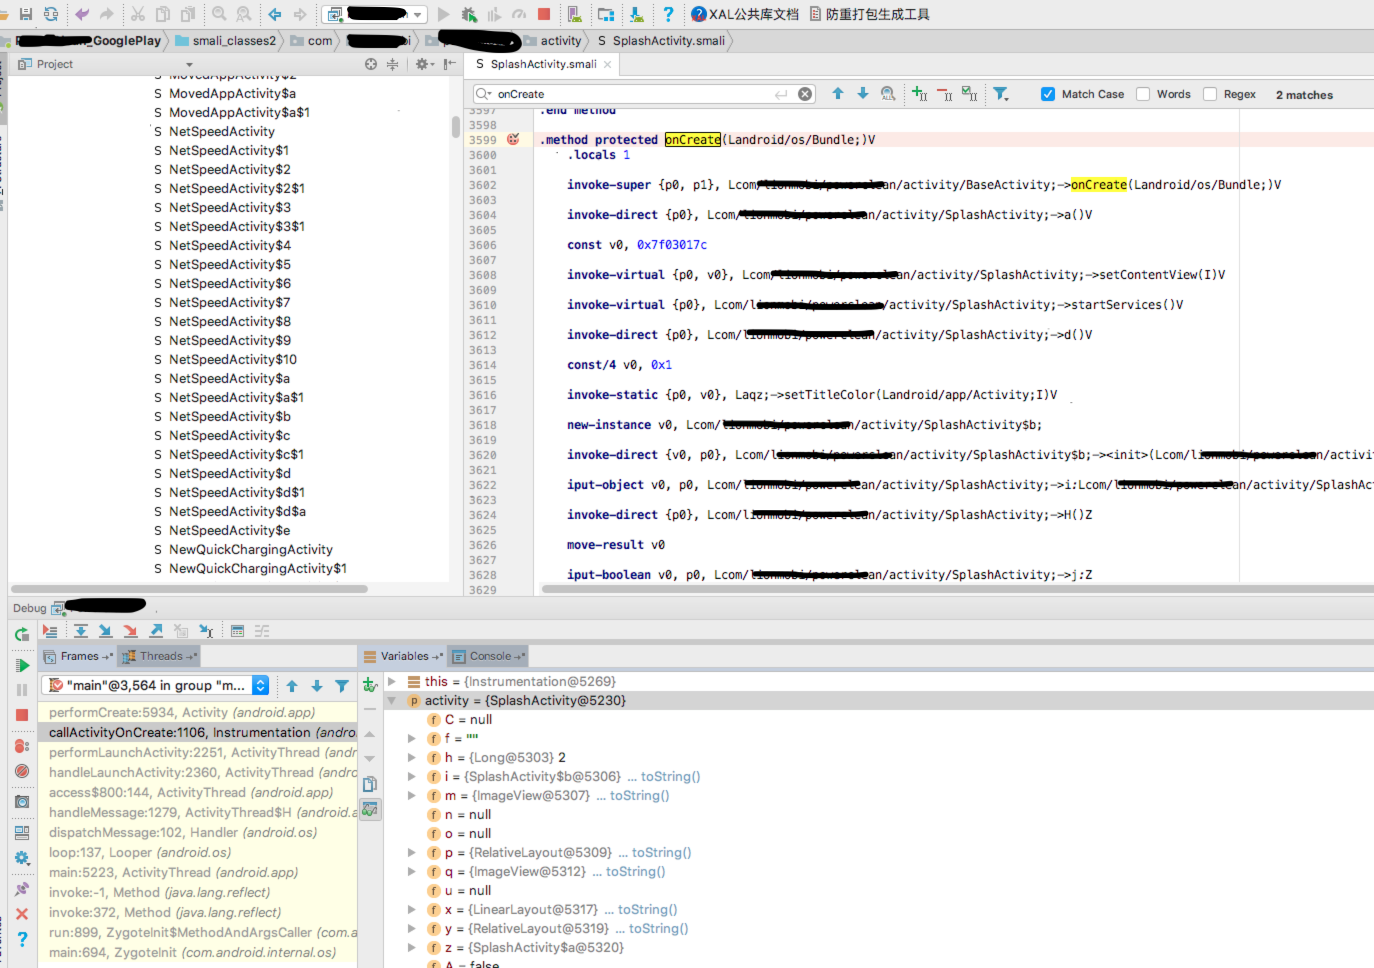 XAL公共库文档 防重打包生成工具
_GooglePlay smali_classes2 com activity SplashActivity.smali
Project
SplashActivity.smali
onCreate Match Case Words Regex 2 matches
MovedAppActivity$2
MovedAppActivity$a
MovedAppActivity$a$1
NetSpeedActivity
NetSpeedActivity$1
NetSpeedActivity$2
NetSpeedActivity$2$1
NetSpeedActivity$3
NetSpeedActivity$3$1
NetSpeedActivity$4
NetSpeedActivity$5
NetSpeedActivity$6
NetSpeedActivity$7
NetSpeedActivity$8
NetSpeedActivity$9
NetSpeedActivity$10
NetSpeedActivity$a
NetSpeedActivity$a$1
NetSpeedActivity$b
NetSpeedActivity$c
NetSpeedActivity$c$1
NetSpeedActivity$d
NetSpeedActivity$d$1
NetSpeedActivity$d$a
NetSpeedActivity$e
NewQuickChargingActivity
NewQuickChargingActivity$1
3597 .end method
3598
3599 .method protected onCreate(Landroid/os/Bundle;)V
3600 .locals 1
3601
3602 invoke-super {p0, p1}, Lcom/ an/activity/BaseActivity;->onCreate(Landroid/os/Bundle;)V
3603
3604 invoke-direct {p0}, Lcom/ an/activity/SplashActivity;->a()V
3605
3606 const v0, 0x7f03017c
3607
3608 invoke-virtual {p0, v0}, Lcom/ an/activity/SplashActivity;->setContentView(I)V
3609
3610 invoke-virtual {p0}, Lcom/ /activity/SplashActivity;->startServices()V
3611
3612 invoke-direct {p0}, Lcom/l /activity/SplashActivity;->d()V
3613
3614 const/4 v0, 0x1
3615
3616 invoke-static {p0, v0}, Laqz;->setTitleColor(Landroid/app/Activity;I)V
3617
3618 new-instance v0, Lcom/ n/activity/SplashActivity$b;
3619
3620 invoke-direct {v0, p0}, Lcom/l an/activity/SplashActivity$b;-><init>(Lcom/li n/activi
3621
3622 iput-object v0, p0, Lcom/l an/activity/SplashActivity;->i:Lcom/ an/activity/SplashAc
3623
3624 invoke-direct {p0}, Lcom/l an/activity/SplashActivity;->H()Z
3625
3626 move-result v0
3627
3628 iput-boolean v0, p0, Lcom/ an/activity/SplashActivity;->j:Z
3629
Debug
Frames Threads
"main"@3,564 in group "m...
performCreate:5934, Activity (android.app)
callActivityOnCreate:1106, Instrumentation (andro
performLaunchActivity:2251, ActivityThread (andr
handleLaunchActivity:2360, ActivityThread (andro
access$800:144, ActivityThread (android.app)
handleMessage:1279, ActivityThread$H (android.a
dispatchMessage:102, Handler (android.os)
loop:137, Looper (android.os)
main:5223, ActivityThread (android.app)
invoke:-1, Method (java.lang.reflect)
invoke:372, Method (java.lang.reflect)
run:899, ZygoteInit$MethodAndArgsCaller (com.a
main:694, ZygoteInit (com.android.internal.os)
Variables Console
this = {Instrumentation@5269}
activity = {SplashActivity@5230}
C = null
f = ""
h = {Long@5303} 2
i = {SplashActivity$b@5306} ... toString()
m = {ImageView@5307} ... toString()
n = null
o = null
p = {RelativeLayout@5309} ... toString()
q = {ImageView@5312} ... toString()
u = null
x = {LinearLayout@5317} ... toString()
y = {RelativeLayout@5319} ... toString()
z = {SplashActivity$a@5320}
A = false